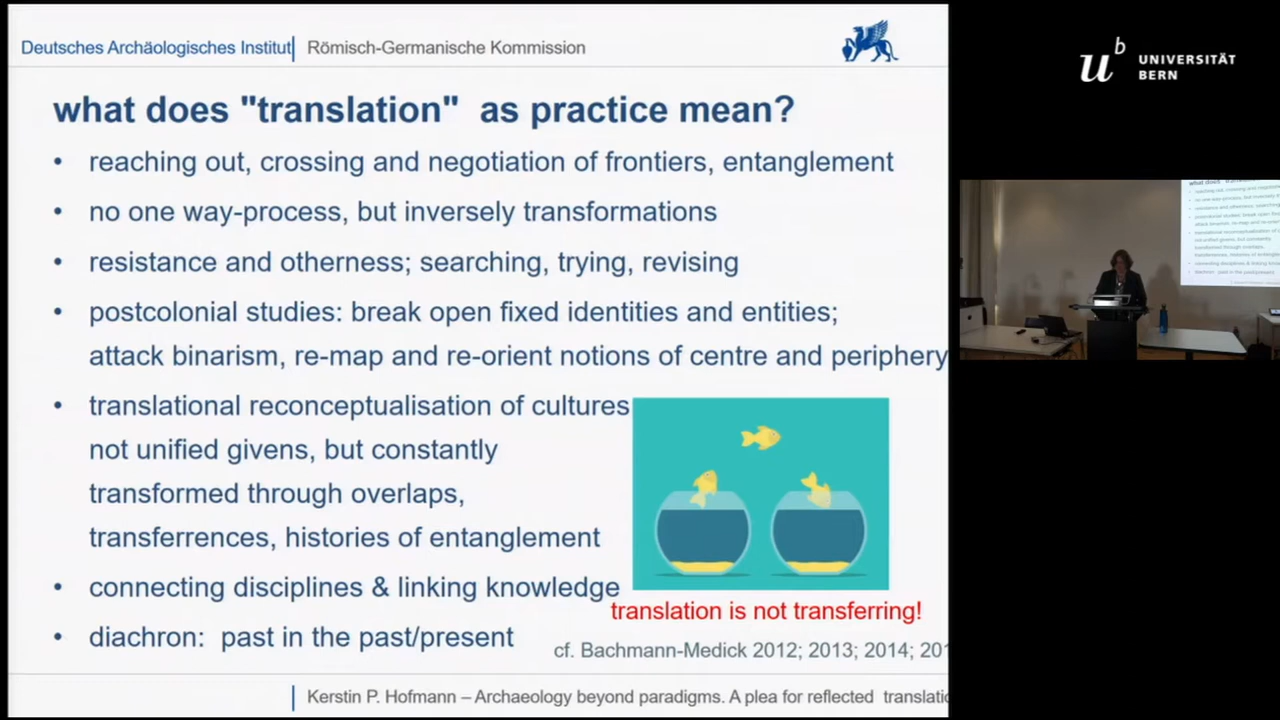 Deutsches Archäologisches Institut Römisch-Germanische Kommission
what does "translation" as practice mean?
• reaching out, crossing and negotiation of frontiers, entanglement
• no one way-process, but inversely transformations
• resistance and otherness; searching, trying, revising
• postcolonial studies: break open fixed identities and entities;
attack binarism, re-map and re-orient notions of centre and periphery
• translational reconceptualisation of cultures
not unified givens, but constantly
transformed through overlaps,
transferrences, histories of entanglement
• connecting disciplines & linking knowledge
translation is not transferring!
• diachron: past in the past/present
cf. Bachmann-Medick 2012; 2013; 2014; 201
Kerstin P. Hofmann – Archaeology beyond paradigms. A plea for reflected translatio
u b UNIVERSITÄT
BERN